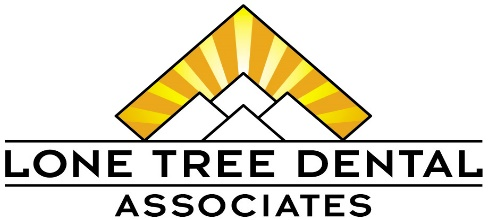 LONE TREE DENTAL
ASSOCIATES